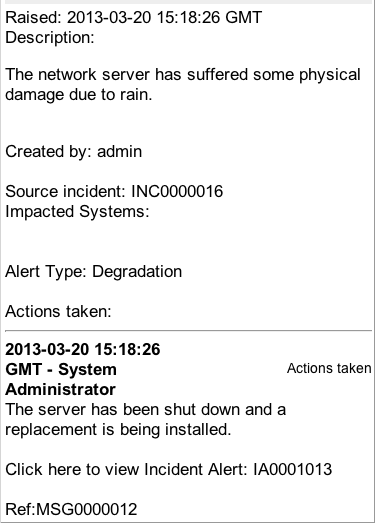 Raised: 2013-03-20 15:18:26 GMT
Description:
The network server has suffered some physical
damage due to rain.
Created by: admin
Source incident: INC0000016
Impacted Systems:
Alert Type: Degradation
Actions taken:
2013-03-20 15:18:26
GMT - System
Administrator
Actions taken
The server has been shut down and a
replacement is being installed.
Click here to view Incident Alert: IA0001013
Ref:MSG0000012